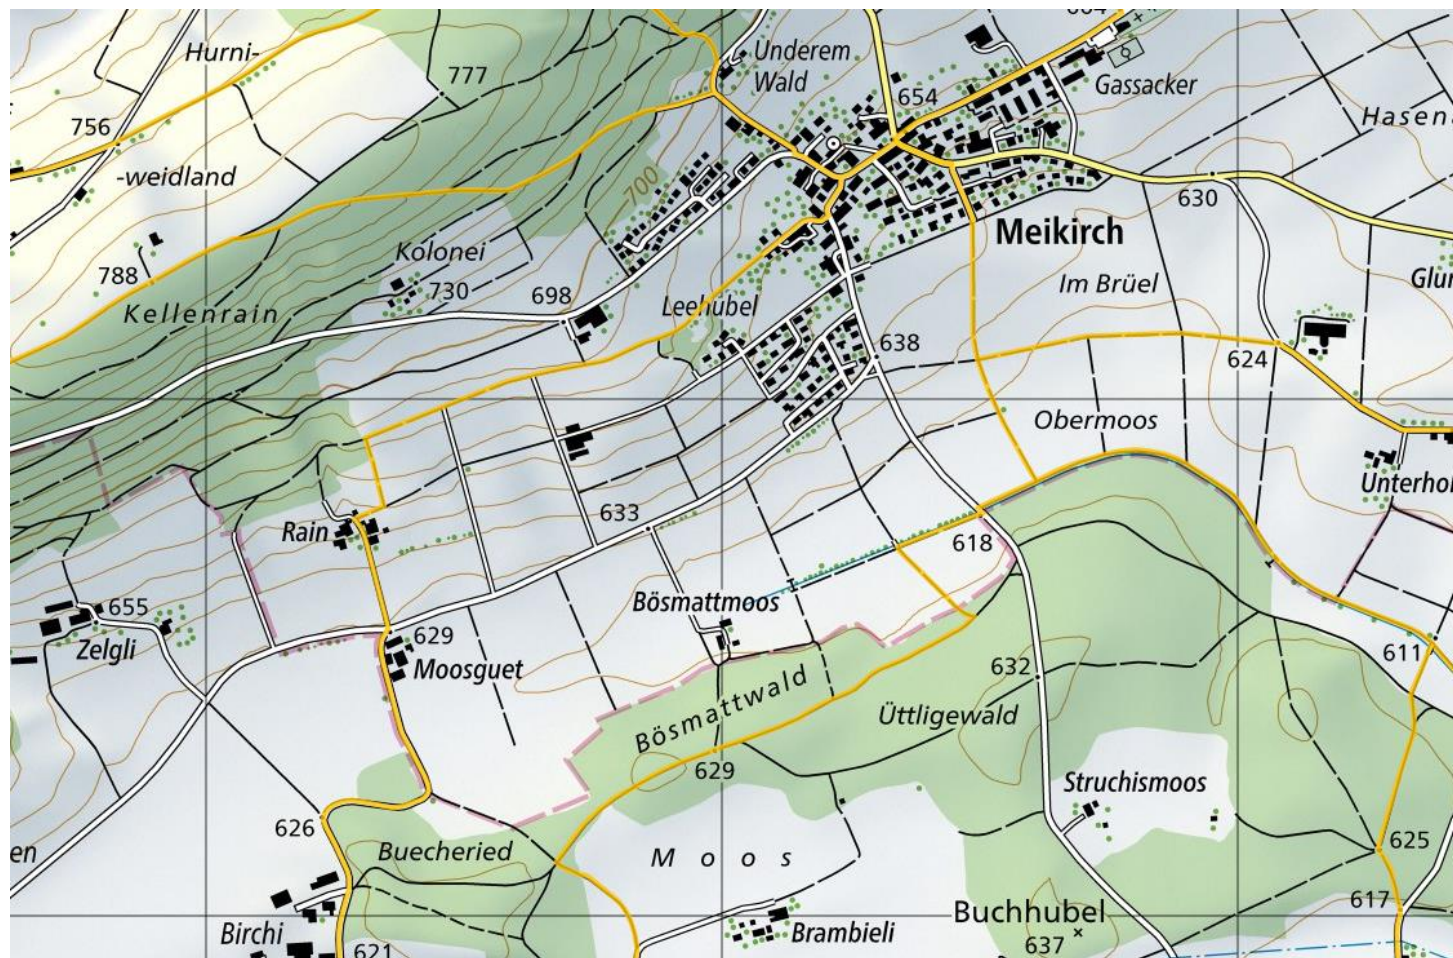 Hurni-
Underem
Wald
777
654
Gassacker
756
Hasen
-weidland
700
630
Meikirch
Kolonei
788
730
698
Leehubel
Im Brüel
Kellenrain
638
624
Obermoos
Unterhol
Rain
633
618
Bösmattmoos
655
Zelgli
629
Moosguet
632
611
Bösmattwald
Üttligewald
629
Struchismoos
626
Buecheried
Moos
625
en
617
Buchhubel
637
Birchi
Brambieli
621